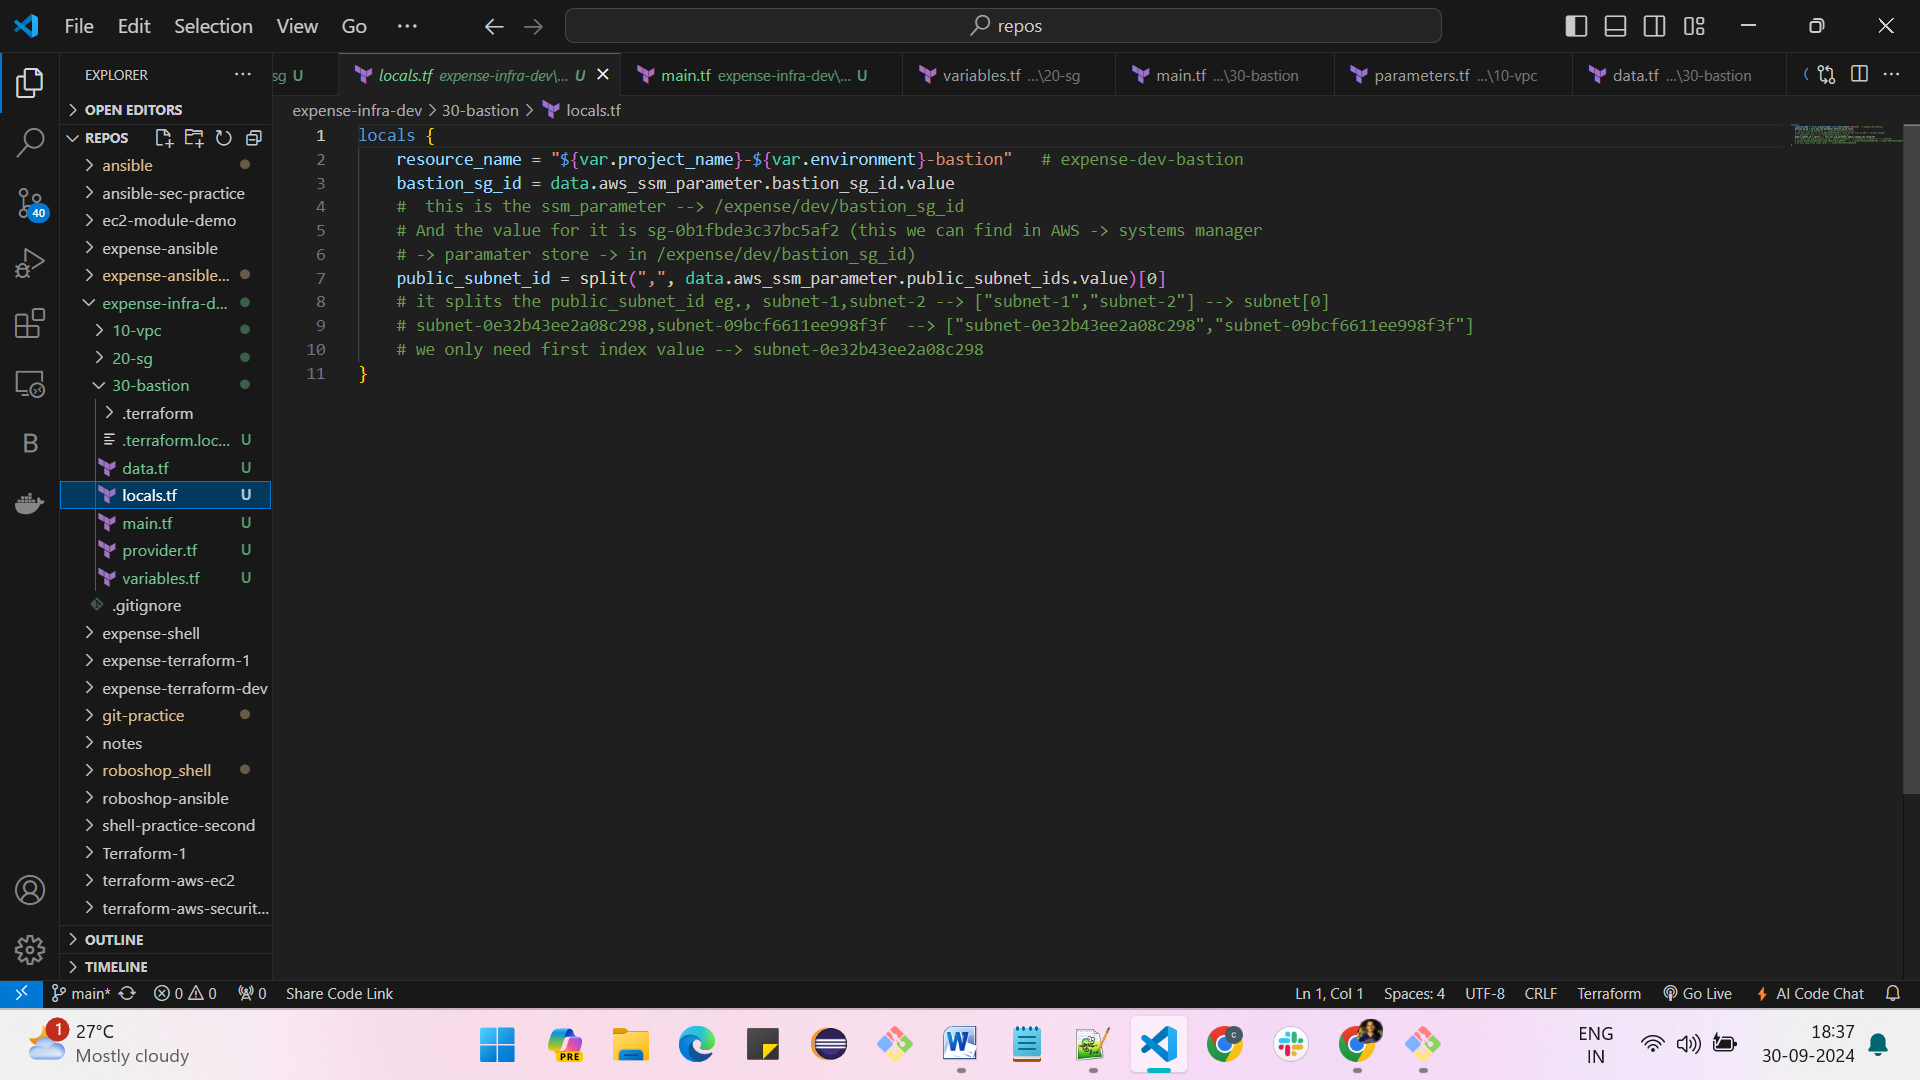 File Edit Selection View Go ···
repos
EXPLORER ···
OPEN EDITORS
REPOS
ansible
ansible-sec-practice
ec2-module-demo
expense-ansible
expense-ansible...
expense-infra-d...
10-vpc
20-sg
30-bastion
.terraform
.terraform.loc... U
data.tf U
locals.tf U
main.tf U
provider.tf U
variables.tf U
.gitignore
expense-shell
expense-terraform-1
expense-terraform-dev
git-practice
notes
roboshop_shell
roboshop-ansible
shell-practice-second
Terraform-1
terraform-aws-ec2
terraform-aws-securit...
OUTLINE
TIMELINE
40
B
sg U
locals.tf expense-infra-dev\... U
main.tf expense-infra-dev\... U
variables.tf ...\20-sg
main.tf ...\30-bastion
parameters.tf ...\10-vpc
data.tf ...\30-bastion
expense-infra-dev > 30-bastion > locals.tf
1 locals {
2 resource_name = "${var.project_name}-${var.environment}-bastion" # expense-dev-bastion
3 bastion_sg_id = data.aws_ssm_parameter.bastion_sg_id.value
4 # this is the ssm_parameter --> /expense/dev/bastion_sg_id
5 # And the value for it is sg-0b1fbde3c37bc5af2 (this we can find in AWS -> systems manager
6 # -> paramater store -> in /expense/dev/bastion_sg_id)
7 public_subnet_id = split(",", data.aws_ssm_parameter.public_subnet_ids.value)[0]
8 # it splits the public_subnet_id eg., subnet-1,subnet-2 --> ["subnet-1","subnet-2"] --> subnet[0]
9 # subnet-0e32b43ee2a08c298,subnet-09bcf6611ee998f3f --> ["subnet-0e32b43ee2a08c298","subnet-09bcf6611ee998f3f"]
10 # we only need first index value --> subnet-0e32b43ee2a08c298
11 }
main* 0 0 0 Share Code Link
Ln 1, Col 1 Spaces: 4 UTF-8 CRLF Terraform Go Live AI Code Chat
1 27°C
Mostly cloudy
PRE
W
C
ENG
IN
18:37
30-09-2024